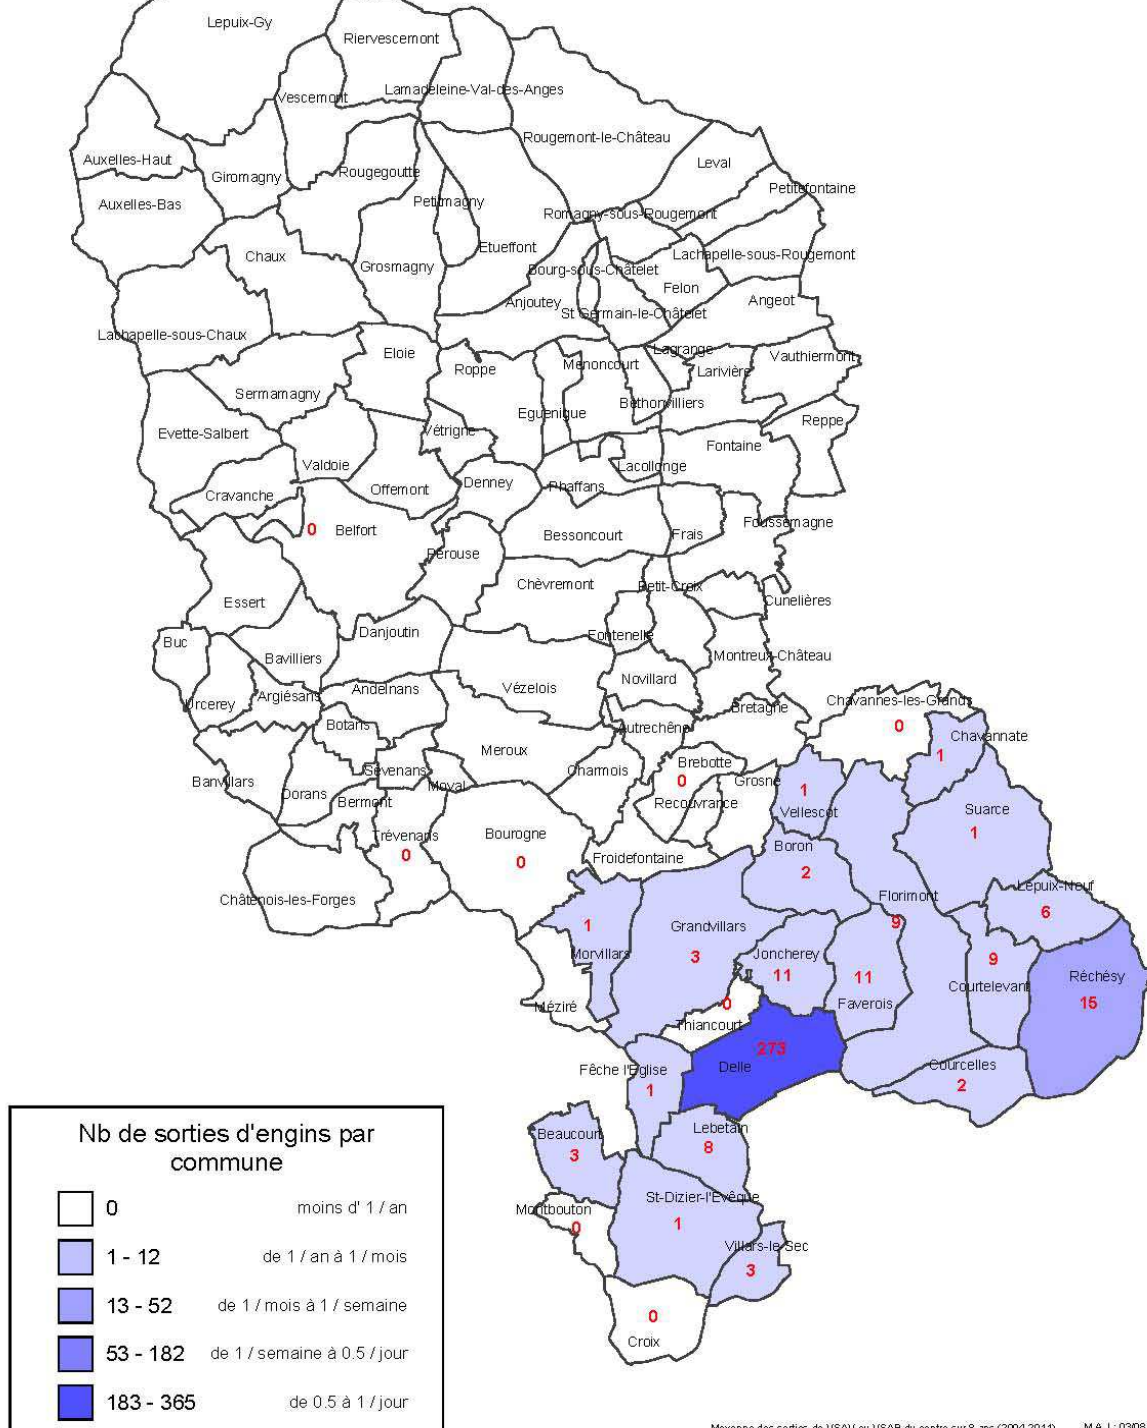 Lepuix-Gy
Riervescemont
Lamadeleine-Val-des-Anges
Vescemont
Rougemont-le-Château
Auxelles-Haut
Leval
Rougegoutte
Giromagny
Petitefontaine
Auxelles-Bas
Petitmagny
Romagny-sous-Rougemont
Etueffont
Chaux
Lachapelle-sous-Rougemont
Grosmagny
Bourg-sous-Châtelet
Felon
Anjoutey
Angeot
St Germain-le-Châtelet
Lachapelle-sous-Chaux
Eloie
Lagrange
Vauthiermont
Roppe
Menoncourt
Larivière
Sermamagny
Bethonvilliers
Eguenigue
Reppe
Evette-Salbert
Vétrigne
Fontaine
Valdoie
Lacollonge
Cravanche
Offemont
Denney
Phaffans
Foussemagne
0
Belfort
Bessoncourt
Frais
Pérouse
Chèvremont
Petit-Croix
Essert
Cunelières
Danjoutin
Fontenelle
Buc
Bavilliers
Montreux-Château
Novillard
Andelnans
Vézelois
Argiésans
Urcerey
Chavannes-les-Grands
Bretagne
Botans
Autrechêne
0
Chavannate
Meroux
1
Brebotte
Sévenans
Charmois
Banvillars
0
Grosne
Moval
1
Dorans
Bermont
Recouvrance
Vellescot
Suarce
Trévenans
Bourogne
1
Boron
0
0
Froidefontaine
2
Lepuix-Neuf
Châtenois-les-Forges
Florimont
6
1
Grandvillars
9
Morvillars
3
Joncherey
9
11
11
Réchésy
Courtelevant
15
Méziré
0
Faverois
Thiancourt
273
Fêche l'Eglise
Delle
Courcelles
1
2
Lebetain
Beaucourt
8
3
St-Dizier-l'Evêque
Montbouton
1
0
Villars-le Sec
3
0
Croix
Nb de sorties d'engins par
commune
0 moins d' 1 / an
1 - 12 de 1 / an à 1 / mois
13 - 52 de 1 / mois à 1 / semaine
53 - 182 de 1 / semaine à 0.5 / jour
183 - 365 de 0.5 à 1 / jour